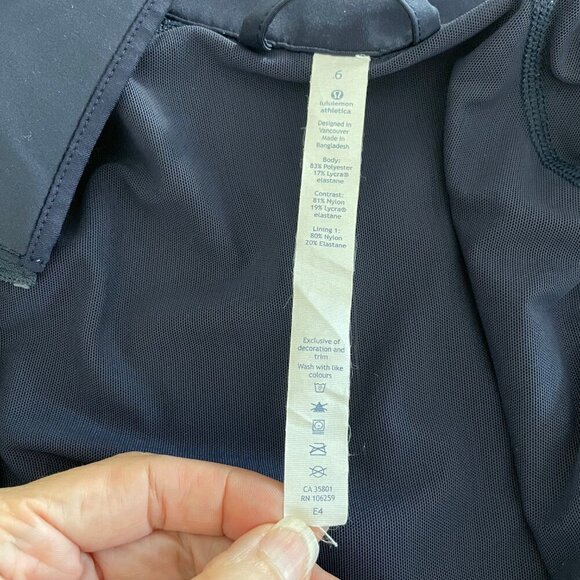 6
lululemon
athletica
Designed in
Vancouver
Made in
Bangladesh
Body:
83% Polyester
17% Lycra®
elastane
Contrast:
81% Nylon
19% Lycra®
elastane
Lining 1:
80% Nylon
20% Elastane
Exclusive of
decoration and
trim
Wash with like
colours
CA 35801
RN 106259
E4